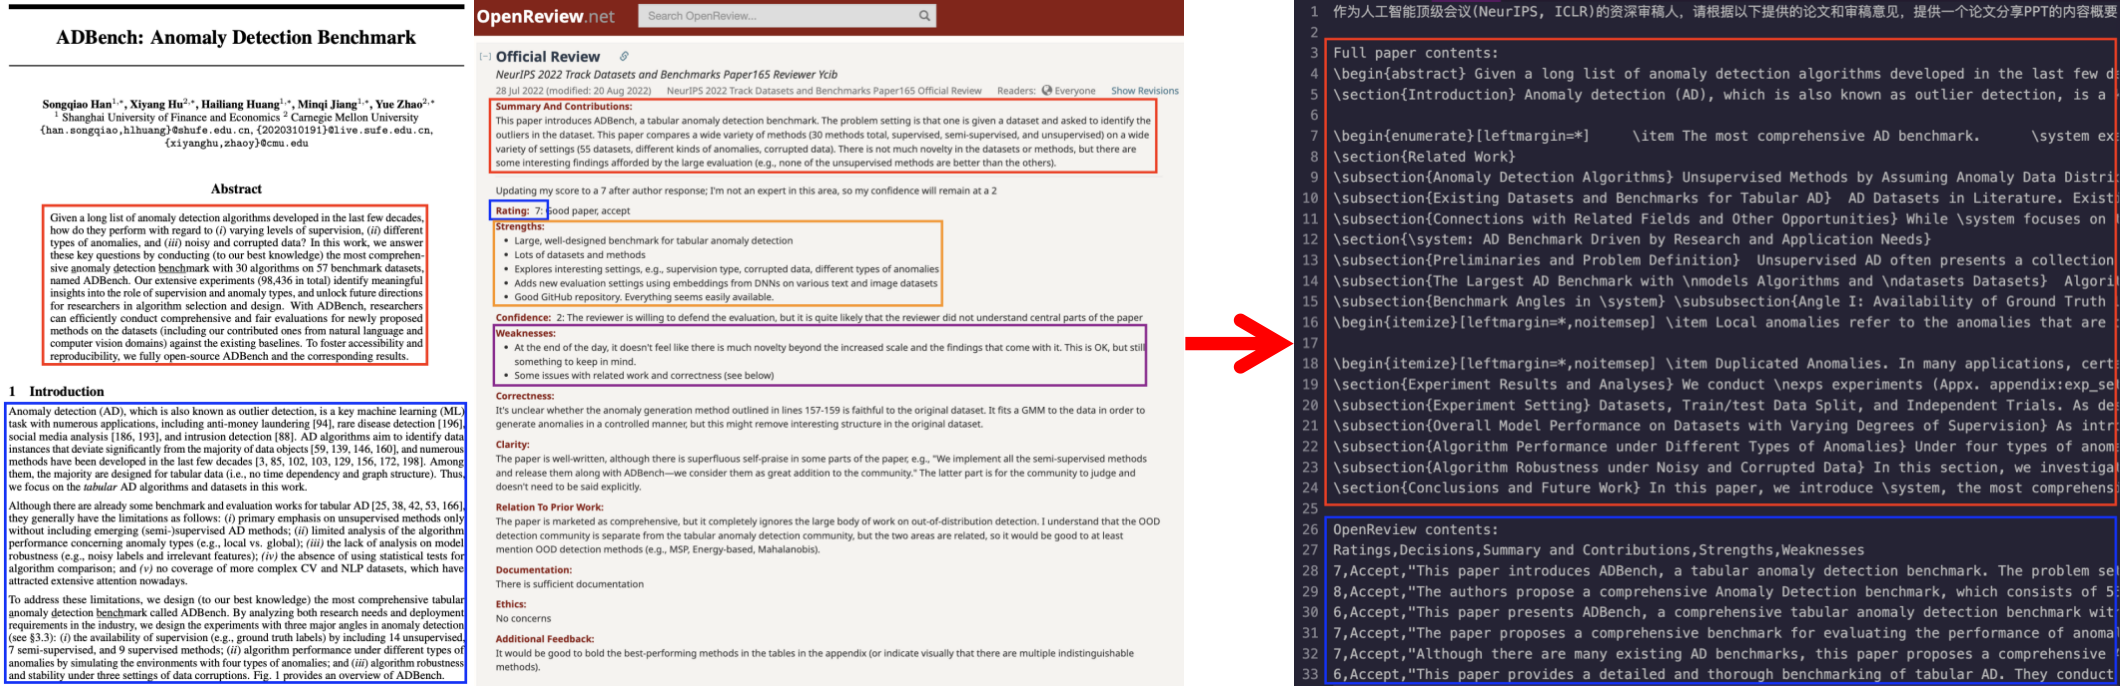 ADBench: Anomaly Detection Benchmark
Songqiao Han1,*, Xiyang Hu2,*, Hailiang Huang1,*, Minqi Jiang1,*, Yue Zhao2,*
1 Shanghai University of Finance and Economics 2 Carnegie Mellon University
{han.songqiao,hlhuang}@shufe.edu.cn, {2020310191}@live.sufe.edu.cn,
{xiyanghu,zhaoy}@cmu.edu
Abstract
Given a long list of anomaly detection algorithms developed in the last few decades,
how do they perform with regard to (i) varying levels of supervision, (ii) different
types of anomalies, and (iii) noisy and corrupted data? In this work, we answer
these key questions by conducting (to our best knowledge) the most comprehen-
sive anomaly detection benchmark with 30 algorithms on 57 benchmark datasets,
named ADBench. Our extensive experiments (98,436 in total) identify meaningful
insights into the role of supervision and anomaly types, and unlock future directions
for researchers in algorithm selection and design. With ADBench, researchers
can efficiently conduct comprehensive and fair evaluations for newly proposed
methods on the datasets (including our contributed ones from natural language and
computer vision domains) against the existing baselines. To foster accessibility and
reproducibility, we fully open-source ADBench and the corresponding results.
1 Introduction
Anomaly detection (AD), which is also known as outlier detection, is a key machine learning (ML)
task with numerous applications, including anti-money laundering [94], rare disease detection [196],
social media analysis [186, 193], and intrusion detection [88]. AD algorithms aim to identify data
instances that deviate significantly from the majority of data objects [59, 139, 146, 160], and numerous
methods have been developed in the last few decades [3, 85, 102, 103, 129, 156, 172, 198]. Among
them, the majority are designed for tabular data (i.e., no time dependency and graph structure). Thus,
we focus on the tabular AD algorithms and datasets in this work.
Although there are already some benchmark and evaluation works for tabular AD [25, 38, 42, 53, 166],
they generally have the limitations as follows: (i) primary emphasis on unsupervised methods only
without including emerging (semi-)supervised AD methods; (ii) limited analysis of the algorithm
performance concerning anomaly types (e.g., local vs. global); (iii) the lack of analysis on model
robustness (e.g., noisy labels and irrelevant features); (iv) the absence of using statistical tests for
algorithm comparison; and (v) no coverage of more complex CV and NLP datasets, which have
attracted extensive attention nowadays.
To address these limitations, we design (to our best knowledge) the most comprehensive tabular
anomaly detection benchmark called ADBench. By analyzing both research needs and deployment
requirements in the industry, we design the experiments with three major angles in anomaly detection
(see §3.3): (i) the availability of supervision (e.g., ground truth labels) by including 14 unsupervised,
7 semi-supervised, and 9 supervised methods; (ii) algorithm performance under different types of
anomalies by simulating the environments with four types of anomalies; and (iii) algorithm robustness
and stability under three settings of data corruptions. Fig. 1 provides an overview of ADBench.
OpenReview.net
Search OpenReview...
[-] Official Review
NeurIPS 2022 Track Datasets and Benchmarks Paper165 Reviewer Ycib
28 Jul 2022 (modified: 20 Aug 2022) NeurIPS 2022 Track Datasets and Benchmarks Paper165 Official Review Readers: Everyone Show Revisions
Summary And Contributions:
This paper introduces ADBench, a tabular anomaly detection benchmark. The problem setting is that one is given a dataset and asked to identify the
outliers in the dataset. This paper compares a wide variety of methods (30 methods total, supervised, semi-supervised, and unsupervised) on a wide
variety of settings (55 datasets, different kinds of anomalies, corrupted data). There is not much novelty in the datasets or methods, but there are
some interesting findings afforded by the large evaluation (e.g., none of the unsupervised methods are better than the others).
Updating my score to a 7 after author response; I'm not an expert in this area, so my confidence will remain at a 2
Rating: 7: Good paper, accept
Strengths:
• Large, well-designed benchmark for tabular anomaly detection
• Lots of datasets and methods
• Explores interesting settings, e.g., supervision type, corrupted data, different types of anomalies
• Adds new evaluation settings using embeddings from DNNs on various text and image datasets
• Good GitHub repository. Everything seems easily available.
Confidence: 2: The reviewer is willing to defend the evaluation, but it is quite likely that the reviewer did not understand central parts of the paper
Weaknesses:
• At the end of the day, it doesn't feel like there is much novelty beyond the increased scale and the findings that come with it. This is OK, but still
something to keep in mind.
• Some issues with related work and correctness (see below)
Correctness:
It's unclear whether the anomaly generation method outlined in lines 157-159 is faithful to the original dataset. It fits a GMM to the data in order to
generate anomalies in a controlled manner, but this might remove interesting structure in the original dataset.
Clarity:
The paper is well-written, although there is superfluous self-praise in some parts of the paper, e.g., "We implement all the semi-supervised methods
and release them along with ADBench—we consider them as great addition to the community." The latter part is for the community to judge and
doesn't need to be said explicitly.
Relation To Prior Work:
The paper is marketed as comprehensive, but it completely ignores the large body of work on out-of-distribution detection. I understand that the OOD
detection community is separate from the tabular anomaly detection community, but the two areas are related, so it would be good to at least
mention OOD detection methods (e.g., MSP, Energy-based, Mahalanobis).
Documentation:
There is sufficient documentation
Ethics:
No concerns
Additional Feedback:
It would be good to bold the best-performing methods in the tables in the appendix (or indicate visually that there are multiple indistinguishable
methods).
1 作为人工智能顶级会议(NeurIPS, ICLR)的资深审稿人，请根据以下提供的论文和审稿意见，提供一个论文分享PPT的内容概要
2
3 Full paper contents:
4 \begin{abstract} Given a long list of anomaly detection algorithms developed in the last few d
5 \section{Introduction} Anomaly detection (AD), which is also known as outlier detection, is a
6
7 \begin{enumerate}[leftmargin=*] \item The most comprehensive AD benchmark. \system ex
8 \section{Related Work}
9 \subsection{Anomaly Detection Algorithms} Unsupervised Methods by Assuming Anomaly Data Distri
10 \subsection{Existing Datasets and Benchmarks for Tabular AD} AD Datasets in Literature. Exist
11 \subsection{Connections with Related Fields and Other Opportunities} While \system focuses on
12 \section{\system: AD Benchmark Driven by Research and Application Needs}
13 \subsection{Preliminaries and Problem Definition} Unsupervised AD often presents a collection
14 \subsection{The Largest AD Benchmark with \nmodels Algorithms and \ndatasets Datasets} Algori
15 \subsection{Benchmark Angles in \system} \subsubsection{Angle I: Availability of Ground Truth
16 \begin{itemize}[leftmargin=*,noitemsep] \item Local anomalies refer to the anomalies that are
17
18 \begin{itemize}[leftmargin=*,noitemsep] \item Duplicated Anomalies. In many applications, cert
19 \section{Experiment Results and Analyses} We conduct \nexps experiments (Appx. appendix:exp_se
20 \subsection{Experiment Setting} Datasets, Train/test Data Split, and Independent Trials. As de
21 \subsection{Overall Model Performance on Datasets with Varying Degrees of Supervision} As intr
22 \subsection{Algorithm Performance under Different Types of Anomalies} Under four types of anom
23 \subsection{Algorithm Robustness under Noisy and Corrupted Data} In this section, we investiga
24 \section{Conclusions and Future Work} In this paper, we introduce \system, the most comprehens
25
26 OpenReview contents:
27 Ratings,Decisions,Summary and Contributions,Strengths,Weaknesses
28 7,Accept,"This paper introduces ADBench, a tabular anomaly detection benchmark. The problem se
29 8,Accept,"The authors propose a comprehensive Anomaly Detection benchmark, which consists of 5
30 6,Accept,"This paper presents ADBench, a comprehensive tabular anomaly detection benchmark wit
31 7,Accept,"The paper proposes a comprehensive benchmark for evaluating the performance of anoma
32 7,Accept,"Although there are many existing AD benchmarks, this paper proposes a comprehensive
33 6,Accept,"This paper provides a detailed and thorough benchmarking of tabular AD. They conduct